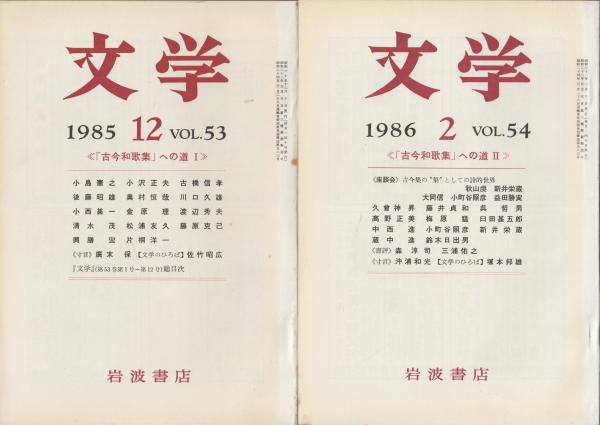 文学
1985 12 VOL.53
≪「古今和歌集」への道 I≫
小島憲之 小沢正夫 古橋信孝
後藤昭雄 奥村恒哉 川口久雄
小西甚一 金原理 渡辺秀夫
清水茂 松浦友久 藤原克己
興膳宏 片桐洋一
〈寸言〉廣末保 【文学のひろば】佐竹昭広
『文学』(第53巻第1号－第12号)総目次
岩波書店
文学
1986 2 VOL.54
≪「古今和歌集」への道 II≫
〈座談会〉古今集の"集"としての詩的世界
秋山虔 新井栄蔵
大岡信 小町谷照彦 益田勝実
久曾神昇 藤井貞和 呉哲男
高野正美 梅原猛 臼田甚五郎
中西進 小町谷照彦 新井栄蔵
蔵中進 鈴木日出男
〈書評〉森淳司 三浦佑之
〈寸言〉沖浦和光 【文学のひろば】塚本邦雄
岩波書店